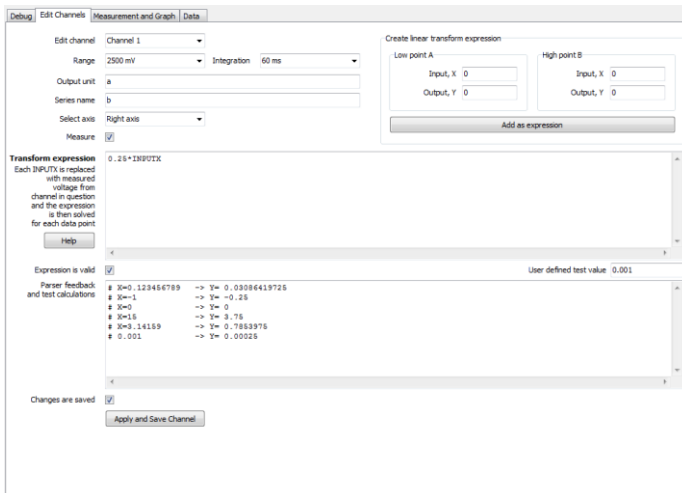 Debug Edit Channels Measurement and Graph Data
Edit channel Channel 1
Range 2500 mV Integration 60 ms
Output unit a
Series name b
Select axis Right axis
Measure
Create linear transform expression
Low point A
Input, X 0
Output, Y 0
High point B
Input, X 0
Output, Y 0
Add as expression
Transform expression
Each INPUTX is replaced
with measured
voltage from
channel in question
and the expression
is then solved
for each data point
Help
0.25*INPUTX
Expression is valid
User defined test value 0.001
Parser feedback
and test calculations
# X=0.123456789 -> Y= 0.03086419725
# X=-1 -> Y= -0.25
# X=0 -> Y= 0
# X=15 -> Y= 3.75
# X=3.14159 -> Y= 0.7853975
# 0.001 -> Y= 0.00025
Changes are saved
Apply and Save Channel